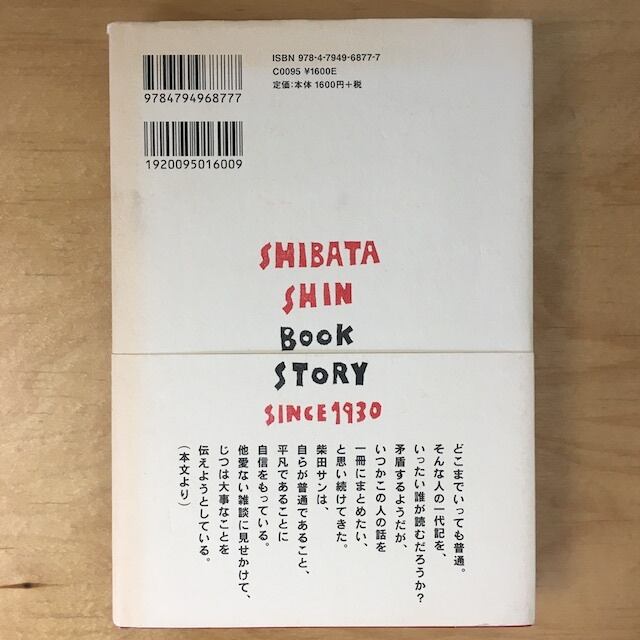 ISBN 978-4-7949-6877-7
C0095 ¥1600E
定価:本体 1600円+税
9784794968777
1920095016009
SHIBATA
SHIN
BOOK
STORY
SINCE 1930
どこまでいっても普通。
そんな人の一代記を、
いったい誰が読むだろうか?
矛盾するようだが、
いつかこの人の話を
一冊にまとめたい、
と思い続けてきた。
柴田サンは、
自らが普通であること、
平凡であることに
自信をもっている。
他愛ない雑談に見せかけて、
じつは大事なことを
伝えようとしている。
(本文より)